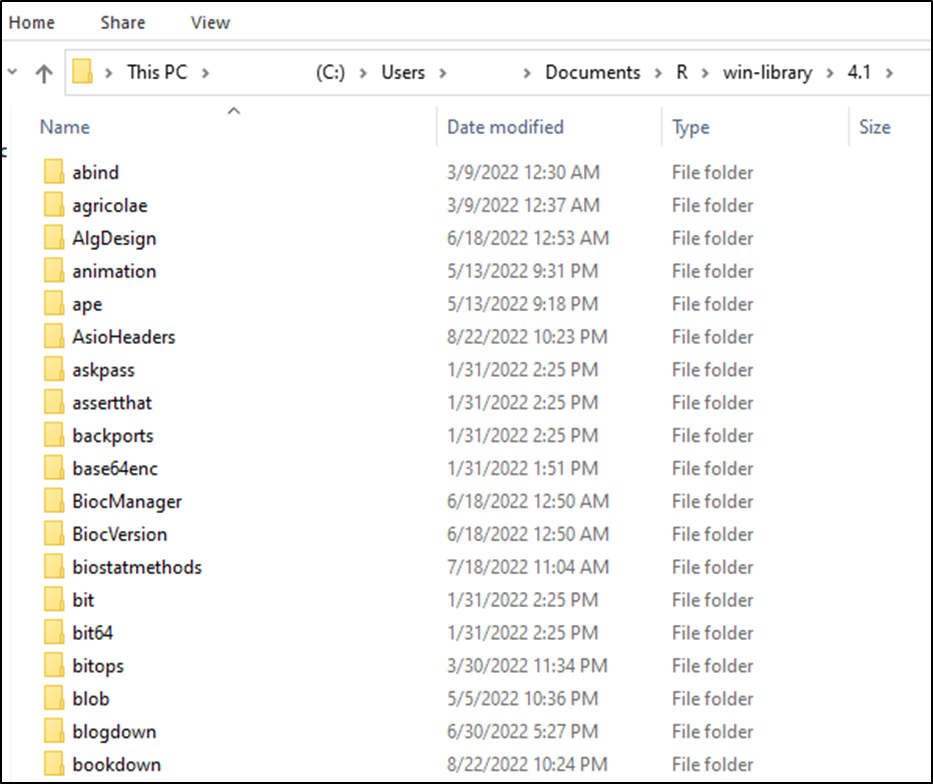 Home Share View
This PC (C:) Users Documents R win-library 4.1
Name Date modified Type Size
abind 3/9/2022 12:30 AM File folder
agricolae 3/9/2022 12:37 AM File folder
AlgDesign 6/18/2022 12:53 AM File folder
animation 5/13/2022 9:31 PM File folder
ape 5/13/2022 9:18 PM File folder
AsioHeaders 8/22/2022 10:23 PM File folder
askpass 1/31/2022 2:25 PM File folder
assertthat 1/31/2022 2:25 PM File folder
backports 1/31/2022 2:25 PM File folder
base64enc 1/31/2022 1:51 PM File folder
BiocManager 6/18/2022 12:50 AM File folder
BiocVersion 6/18/2022 12:50 AM File folder
biostatmethods 7/18/2022 11:04 AM File folder
bit 1/31/2022 2:25 PM File folder
bit64 1/31/2022 2:25 PM File folder
bitops 3/30/2022 11:34 PM File folder
blob 5/5/2022 10:36 PM File folder
blogdown 6/30/2022 5:27 PM File folder
bookdown 8/22/2022 10:24 PM File folder